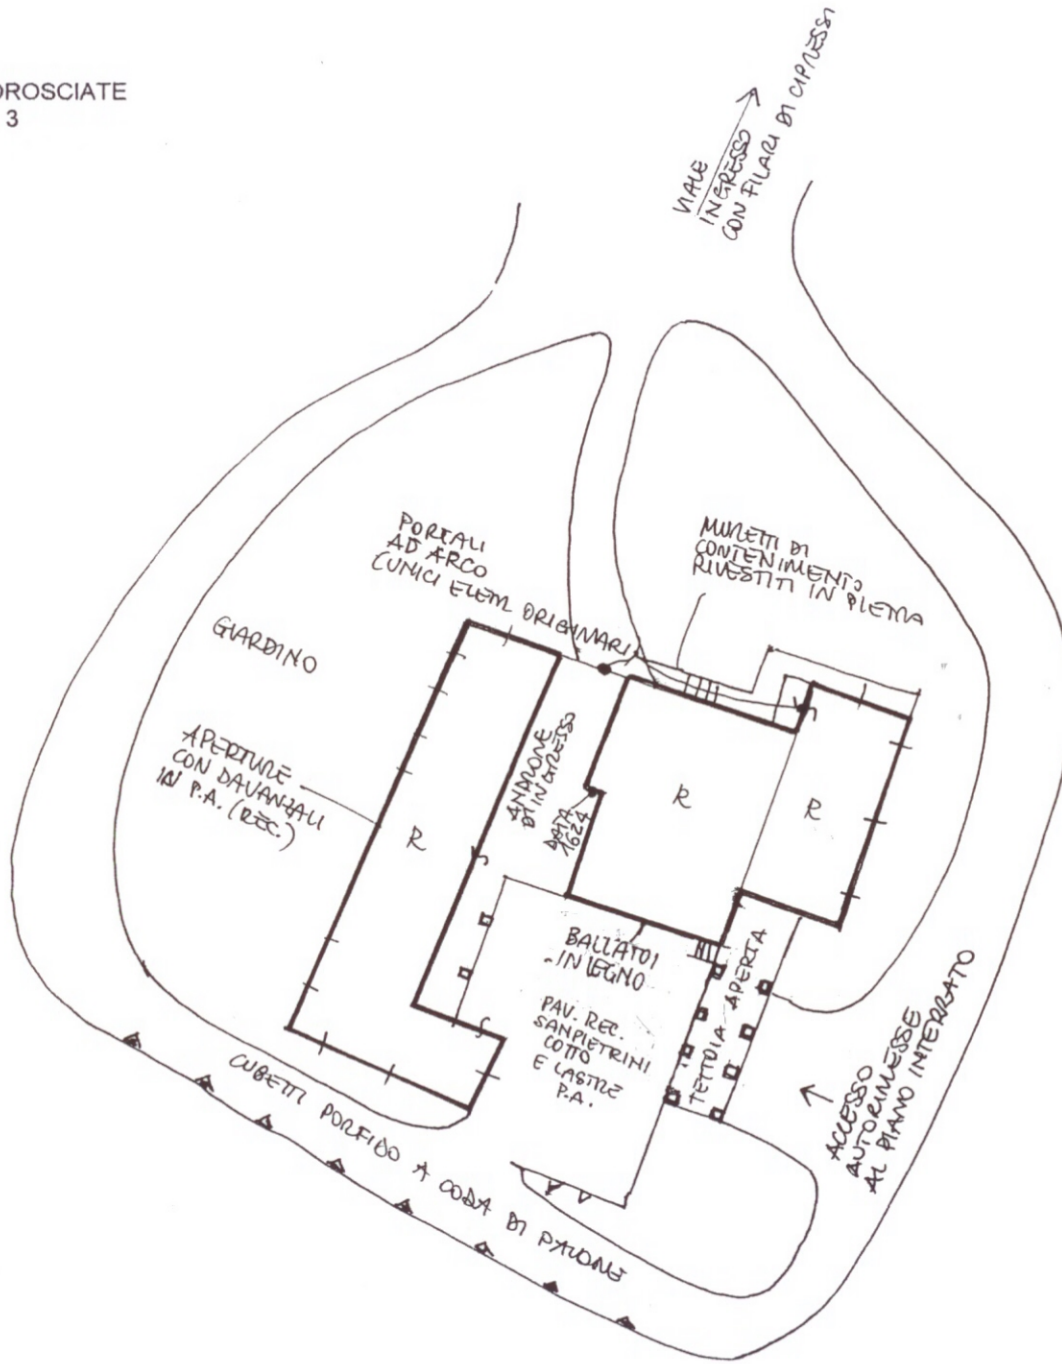 OROSCIATE
3
VIALE
INGRESSO
CON FILARI DI CIPRESSI
PORTALI
AD ARCO
(UNICI ELEM. ORIGINARI
MURETTI DI
CONTENIMENTO
RIVESTITI IN PIETRA
GIARDINO
APERTURE
CON DAVANZALI
IN P.A. (REC.)
ANDRONE
DI INGRESSO
DATA
1624
R
R
R
BALLATOI
IN LEGNO
PAV. REC.
SANPIETRINI
COTTO
E LASTRE
P.A.
TETTOIA APERTA
ACCESSO
AUTORIMESSE
AL PIANO INTERRATO
CUBETTI PORFIDO A CODA DI PAVONE